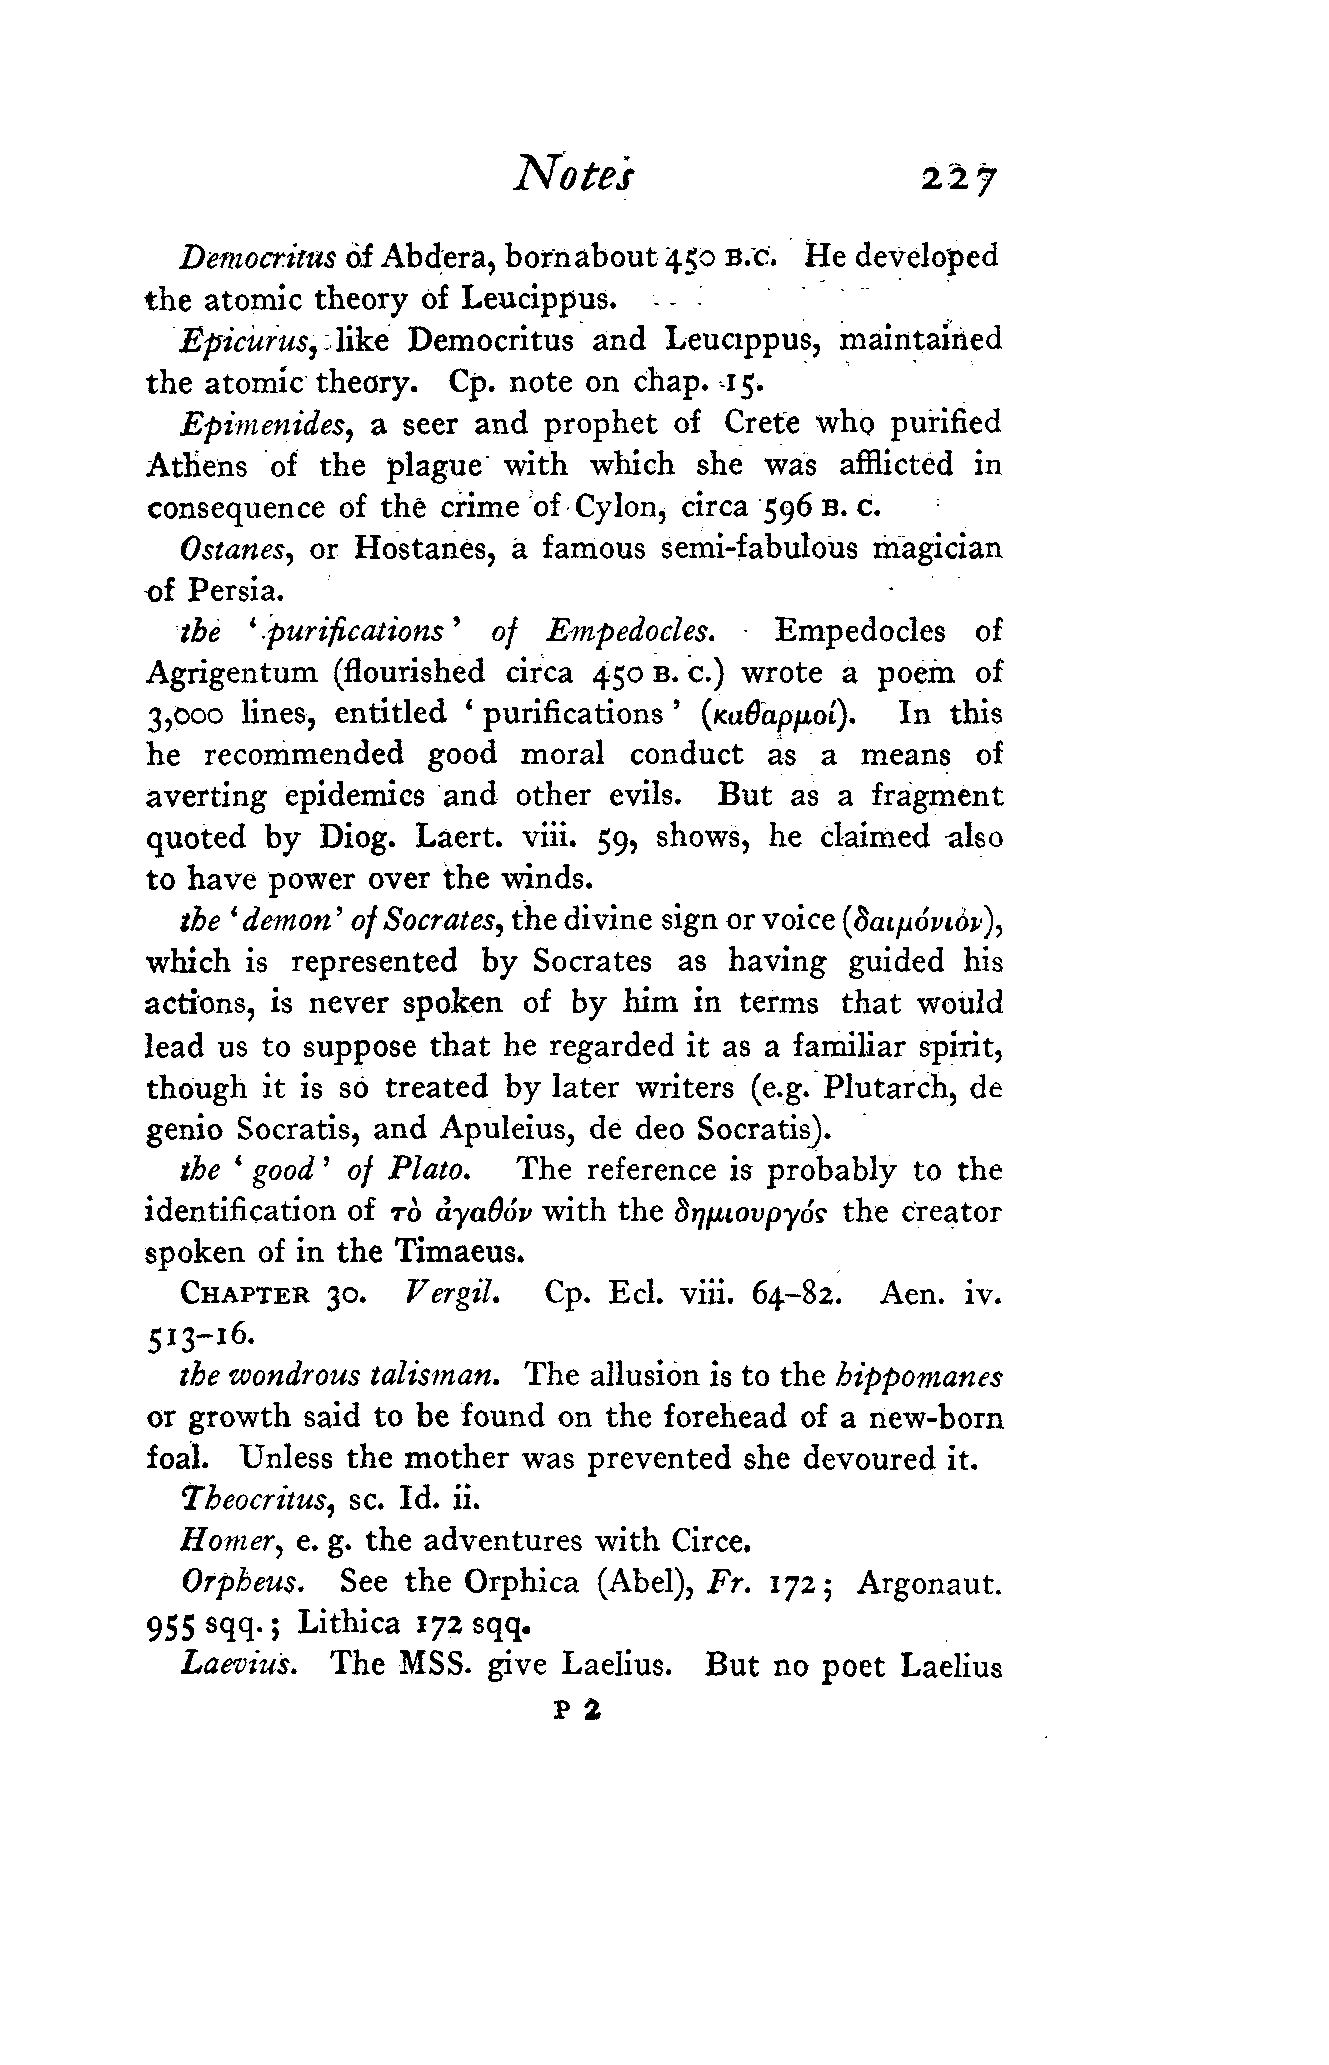 Notes 227
Democritus of Abdera, born about 450 B.C. He developed
the atomic theory of Leucippus.
Epicurus, like Democritus and Leucippus, maintained
the atomic theory. Cp. note on chap. 15.
Epimenides, a seer and prophet of Crete who purified
Athens of the plague with which she was afflicted in
consequence of the crime of Cylon, circa 596 B. C.
Ostanes, or Hostanes, a famous semi-fabulous magician
of Persia.
the ‘ purifications ’ of Empedocles. Empedocles of
Agrigentum (flourished circa 450 B. C.) wrote a poem of
3,000 lines, entitled ‘ purifications ’ (καθαρμοί). In this
he recommended good moral conduct as a means of
averting epidemics and other evils. But as a fragment
quoted by Diog. Laert. viii. 59, shows, he claimed also
to have power over the winds.
the ‘ demon ’ of Socrates, the divine sign or voice (δαιμόνιόν),
which is represented by Socrates as having guided his
actions, is never spoken of by him in terms that would
lead us to suppose that he regarded it as a familiar spirit,
though it is so treated by later writers (e.g. Plutarch, de
genio Socratis, and Apuleius, de deo Socratis).
the ‘ good ’ of Plato. The reference is probably to the
identification of τὸ ἀγαθόν with the δημιουργός the creator
spoken of in the Timaeus.
CHAPTER 30. Vergil. Cp. Ecl. viii. 64–82. Aen. iv.
513–16.
the wondrous talisman. The allusion is to the hippomanes
or growth said to be found on the forehead of a new-born
foal. Unless the mother was prevented she devoured it.
Theocritus, sc. Id. ii.
Homer, e. g. the adventures with Circe.
Orpheus. See the Orphica (Abel), Fr. 172 ; Argonaut.
955 sqq. ; Lithica 172 sqq.
Laevius. The MSS. give Laelius. But no poet Laelius
P 2